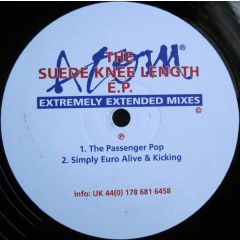 Atom®
THE
SUEDE KNEE LENGTH
E.P.
EXTREMELY EXTENDED MIXES
℗ ©
1. The Passenger Pop
2. Simply Euro Alive & Kicking
info: UK 44(0) 178 681 6458